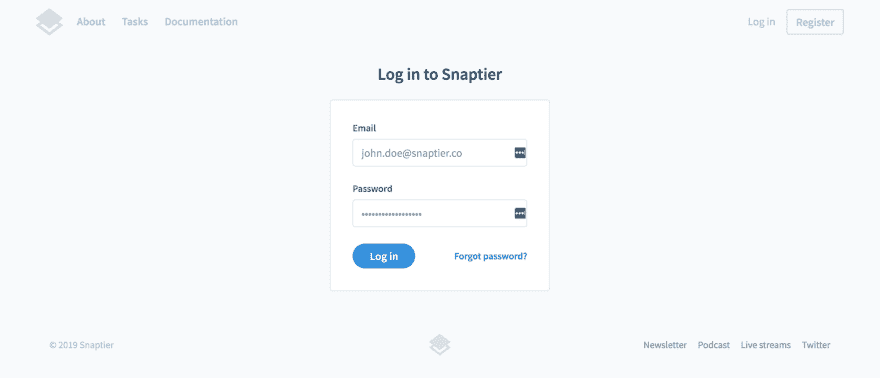 About Tasks Documentation Log in Register
Log in to Snaptier
Email
john.doe@snaptier.co
Password
•••••••••••••••••
Log in Forgot password?
© 2019 Snaptier Newsletter Podcast Live streams Twitter